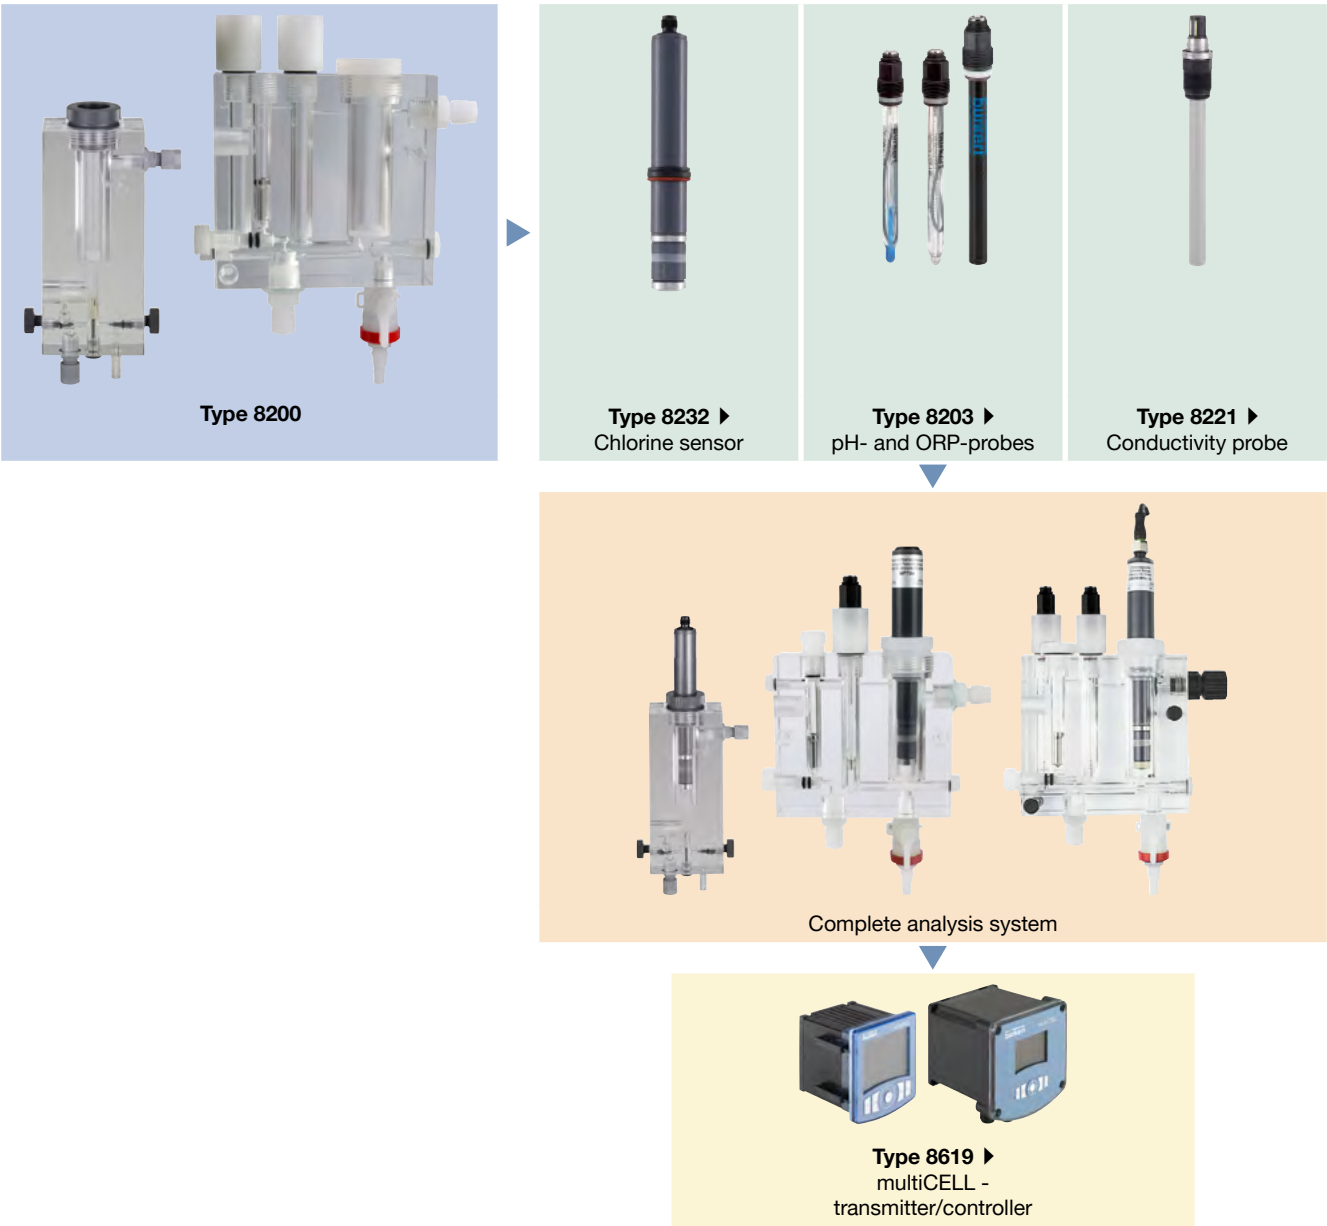 burkert
Type 8200
Type 8232
Chlorine sensor
Type 8203
pH- and ORP-probes
Type 8221
Conductivity probe
Complete analysis system
Type 8619
multiCELL -
transmitter/controller